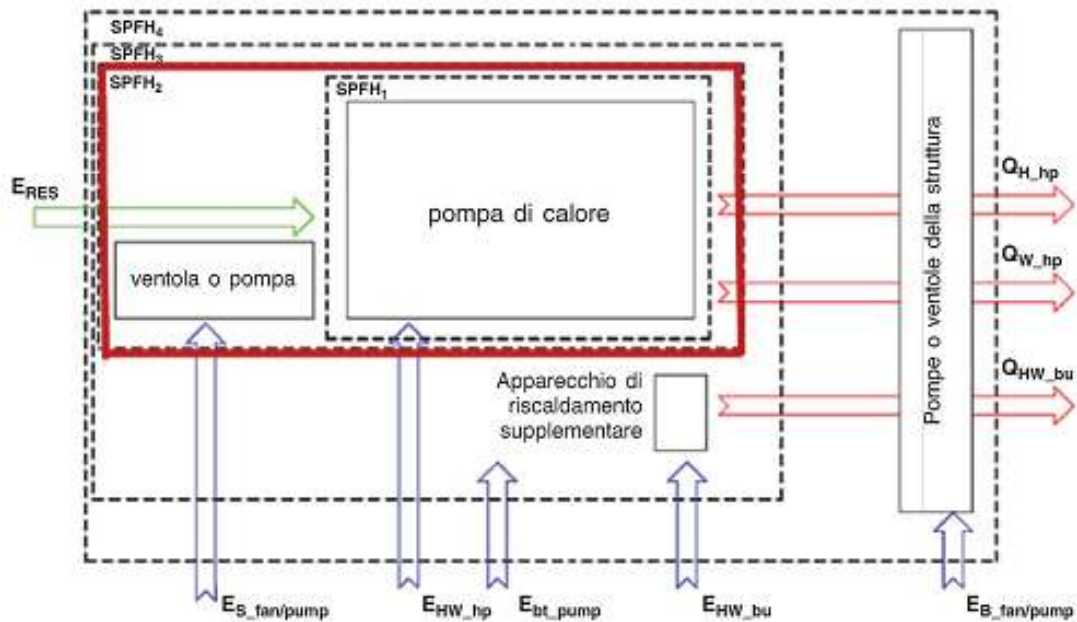 SPFH4
SPFH3
SPFH2
SPFH1
ERES
pompa di calore
ventola o pompa
Apparecchio di
riscaldamento
supplementare
Pompe o ventole della struttura
QH_hp
QW_hp
QHW_bu
ES_fan/pump
EHW_hp
Ebt_pump
EHW_bu
EB_fan/pump